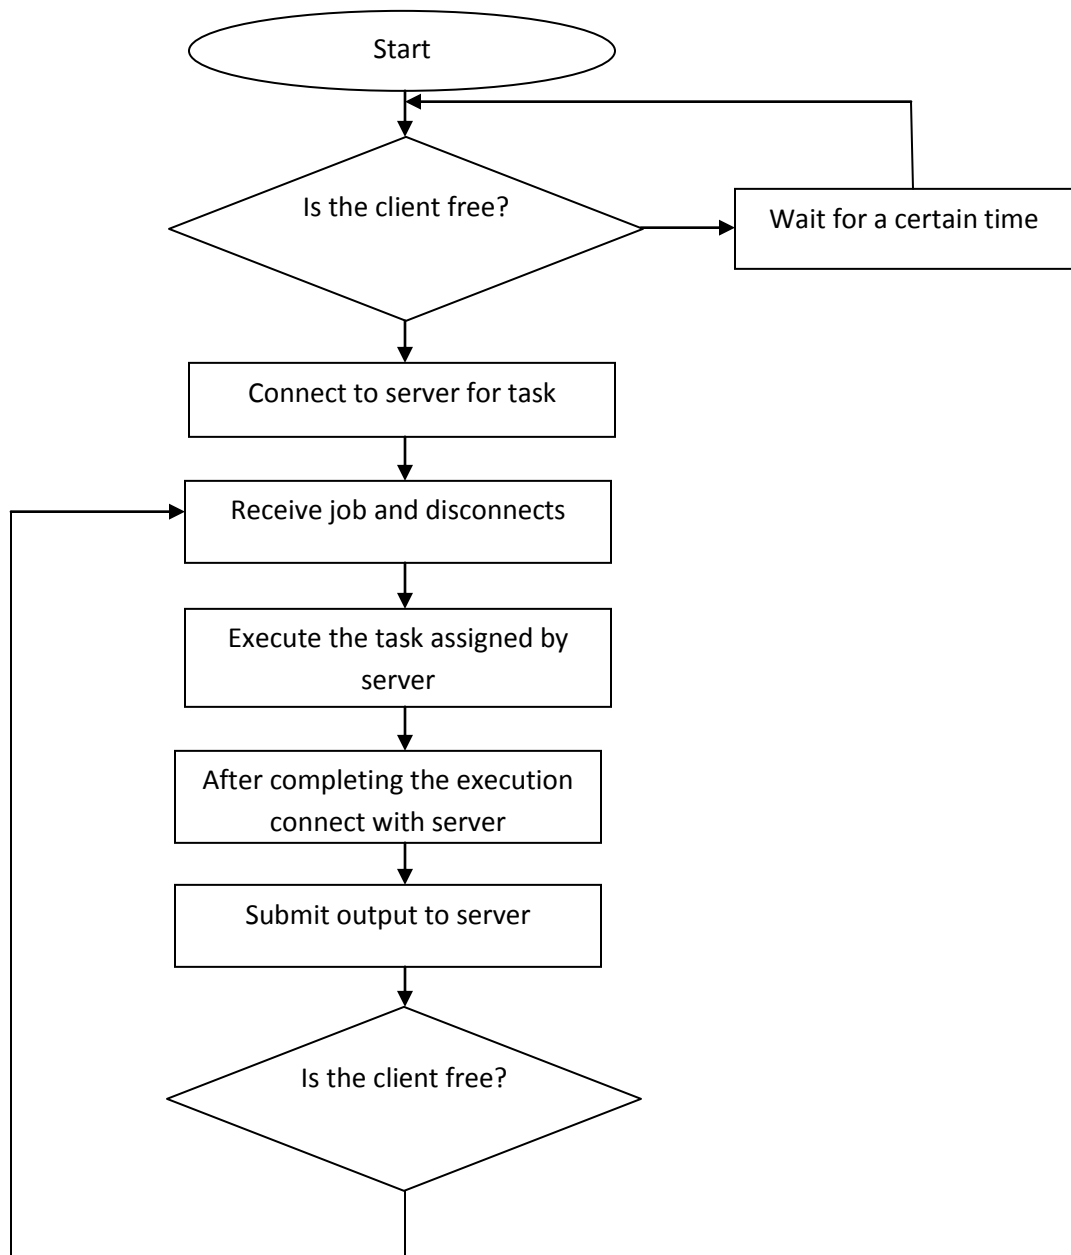 Start
Is the client free?
Wait for a certain time
Connect to server for task
Receive job and disconnects
Execute the task assigned by
server
After completing the execution
connect with server
Submit output to server
Is the client free?